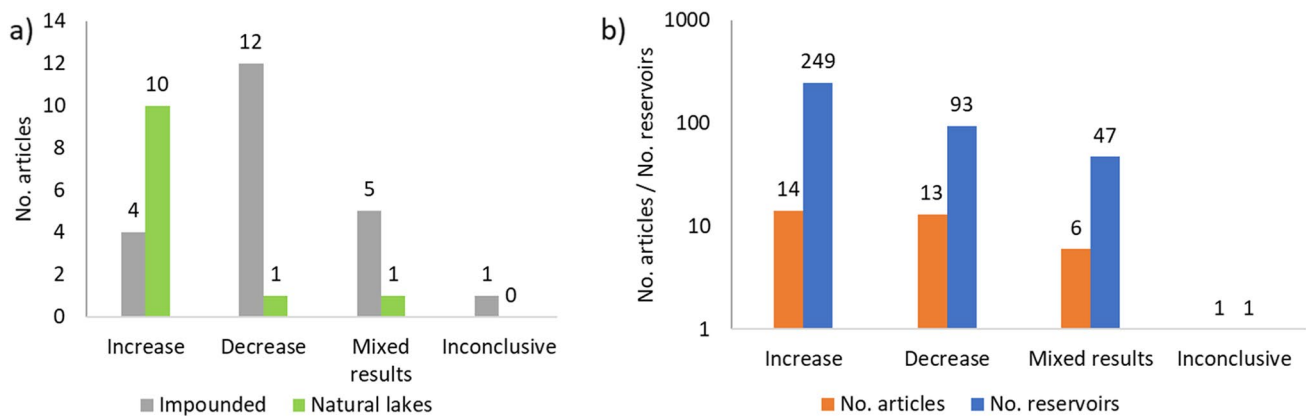 a)
No. articles
14
12
10
8
6
4
2
0
4
10
12
1
5
1
1
0
Increase
Decrease
Mixed
results
Inconclusive
Impounded
Natural lakes
b)
No. articles / No. reservoirs
1000
100
10
1
14
249
13
93
6
47
1
1
Increase
Decrease
Mixed results
Inconclusive
No. articles
No. reservoirs